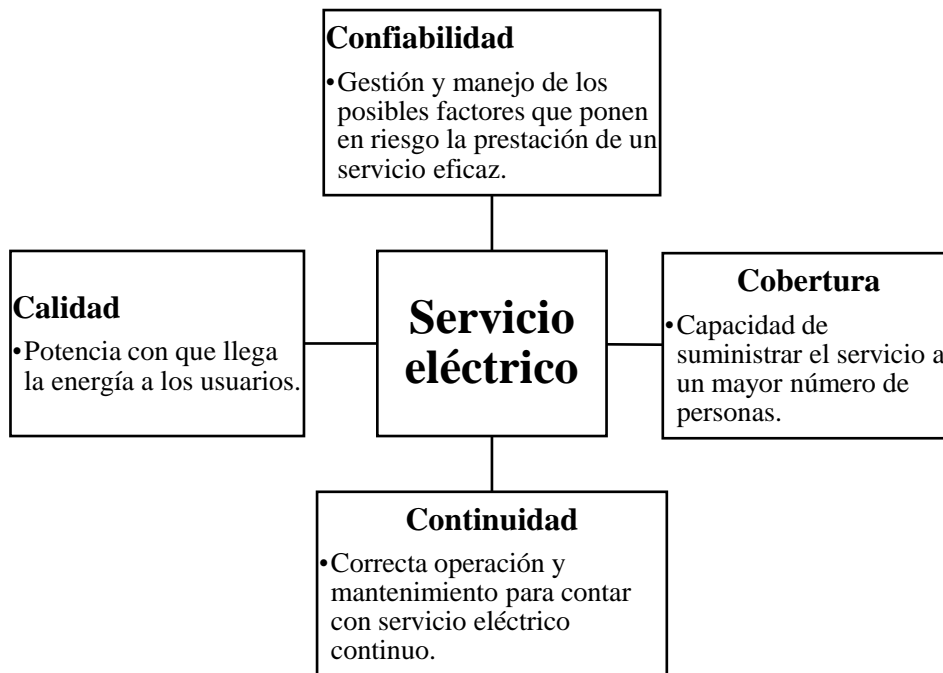 Confiabilidad
•Gestión y manejo de los
posibles factores que ponen
en riesgo la prestación de un
servicio eficaz.
Calidad
•Potencia con que llega
la energía a los usuarios.
Servicio
eléctrico
Cobertura
•Capacidad de
suministrar el servicio a
un mayor número de
personas.
Continuidad
•Correcta operación y
mantenimiento para contar
con servicio eléctrico
continuo.